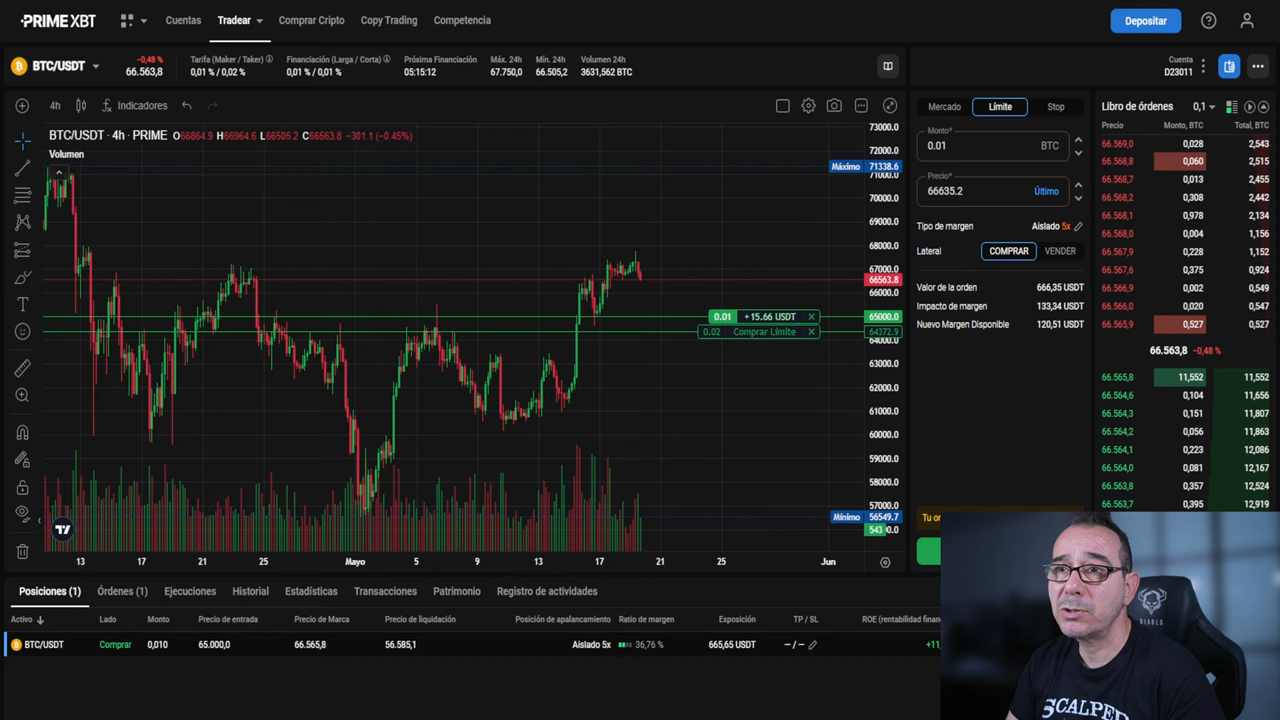 PRIME XBT
Cuentas
Tradear
Comprar Cripto
Copy Trading
Competencia
Depositar
BTC/USDT
-0,48 %
66.563,8
Tarifa (Maker / Taker)
0,01 % / 0,02 %
Financiación (Larga / Corta)
0,01 % / 0,01 %
Próxima Financiación
05:15:12
Máx. 24h
67.750,0
Mín. 24h
66.505,2
Volumen 24h
3631,562 BTC
Cuenta
D23011
4h
Indicadores
BTC/USDT · 4h · PRIME O66864.9 H66964.6 L66505.2 C66563.8 −301.1 (−0.45%)
Volumen
73000.0
72000.0
Máximo 71338.6
71000.0
70000.0
69000.0
68000.0
67000.0
66563.8
66000.0
0.01 +15.66 USDT × 65000.0
0.02 Comprar Límite × 64372.9
64000.0
63000.0
62000.0
61000.0
60000.0
59000.0
58000.0
57000.0
Mínimo 56549.7
543
13 17 21 25 Mayo 5 9 13 17 21 25 Jun
Mercado
Límite
Stop
Monto*
0.01 BTC
Precio*
66635.2 Último
Tipo de margen Aislado 5x
Lateral COMPRAR VENDER
Valor de la orden 666,35 USDT
Impacto de margen 133,34 USDT
Nuevo Margen Disponible 120,51 USDT
Libro de órdenes 0,1
Precio Monto, BTC Total, BTC
66.569,0 0,028 2,543
66.568,8 0,060 2,515
66.568,7 0,013 2,455
66.568,2 0,308 2,442
66.568,1 0,978 2,134
66.568,0 0,004 1,156
66.567,9 0,228 1,152
66.567,6 0,375 0,924
66.566,9 0,002 0,549
66.566,0 0,020 0,547
66.565,9 0,527 0,527
66.563,8 -0,48 %
66.565,8 11,552 11,552
66.564,6 0,104 11,656
66.564,3 0,151 11,807
66.564,2 0,056 11,863
66.564,1 0,223 12,086
66.564,0 0,081 12,167
66.563,8 0,357 12,524
66.563,7 0,395 12,919
Posiciones (1)
Órdenes (1)
Ejecuciones
Historial
Estadísticas
Transacciones
Patrimonio
Registro de actividades
Activo Lado Monto Precio de entrada Precio de Marca Precio de liquidación Posición de apalancamiento Ratio de margen Exposición TP / SL ROE (rentabilidad
BTC/USDT Comprar 0,010 65.000,0 66.565,8 56.585,1 Aislado 5x 36,76 % 665,65 USDT -- / --
DIABLO
SCALPED